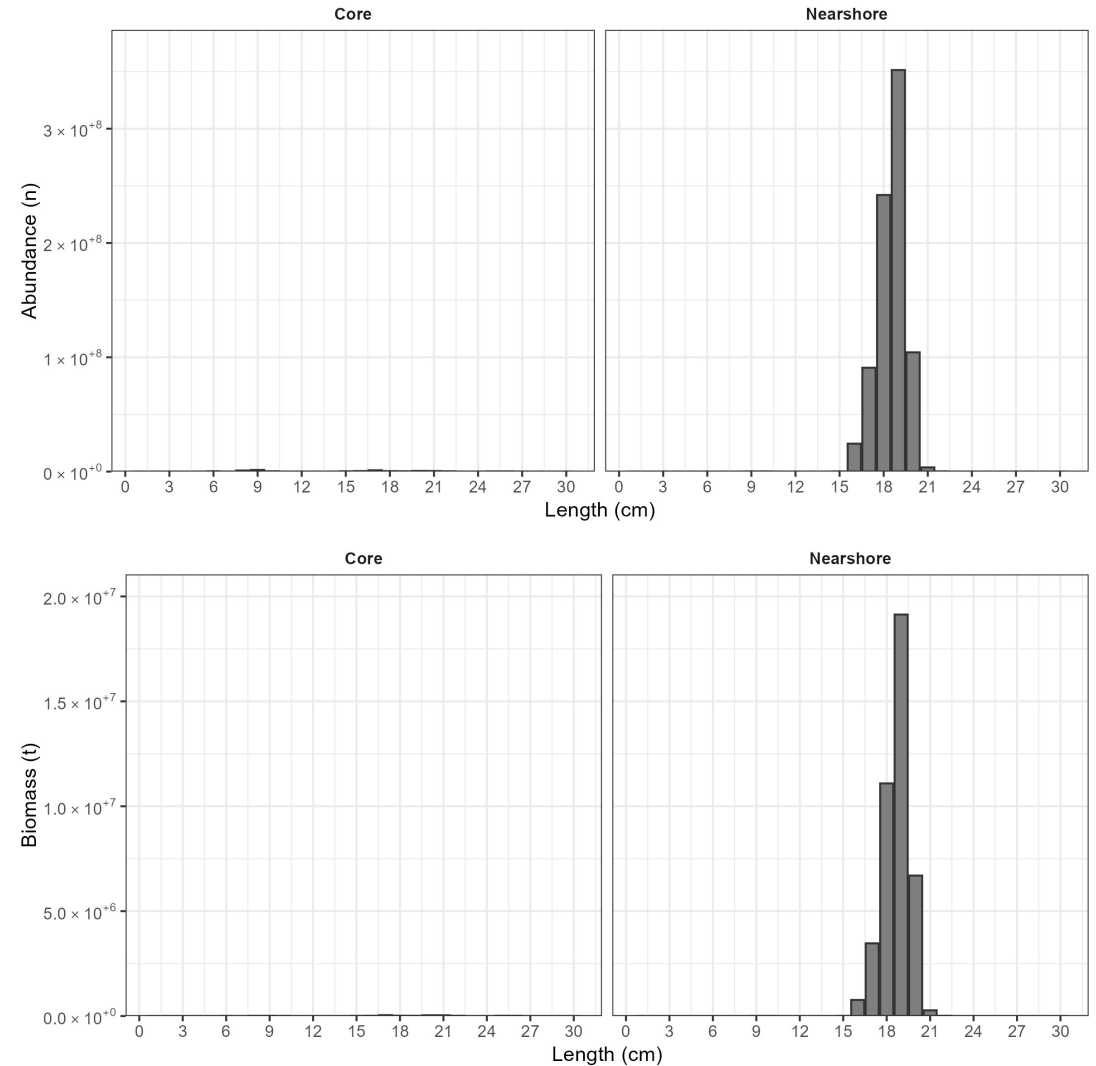 Core Nearshore
Abundance (n)
3 × 10⁺⁸
2 × 10⁺⁸
1 × 10⁺⁸
0 × 10⁺⁰
0 3 6 9 12 15 18 21 24 27 30 0 3 6 9 12 15 18 21 24 27 30
Length (cm)
Core Nearshore
Biomass (t)
2.0 × 10⁺⁷
1.5 × 10⁺⁷
1.0 × 10⁺⁷
5.0 × 10⁺⁶
0.0 × 10⁺⁰
0 3 6 9 12 15 18 21 24 27 30 0 3 6 9 12 15 18 21 24 27 30
Length (cm)